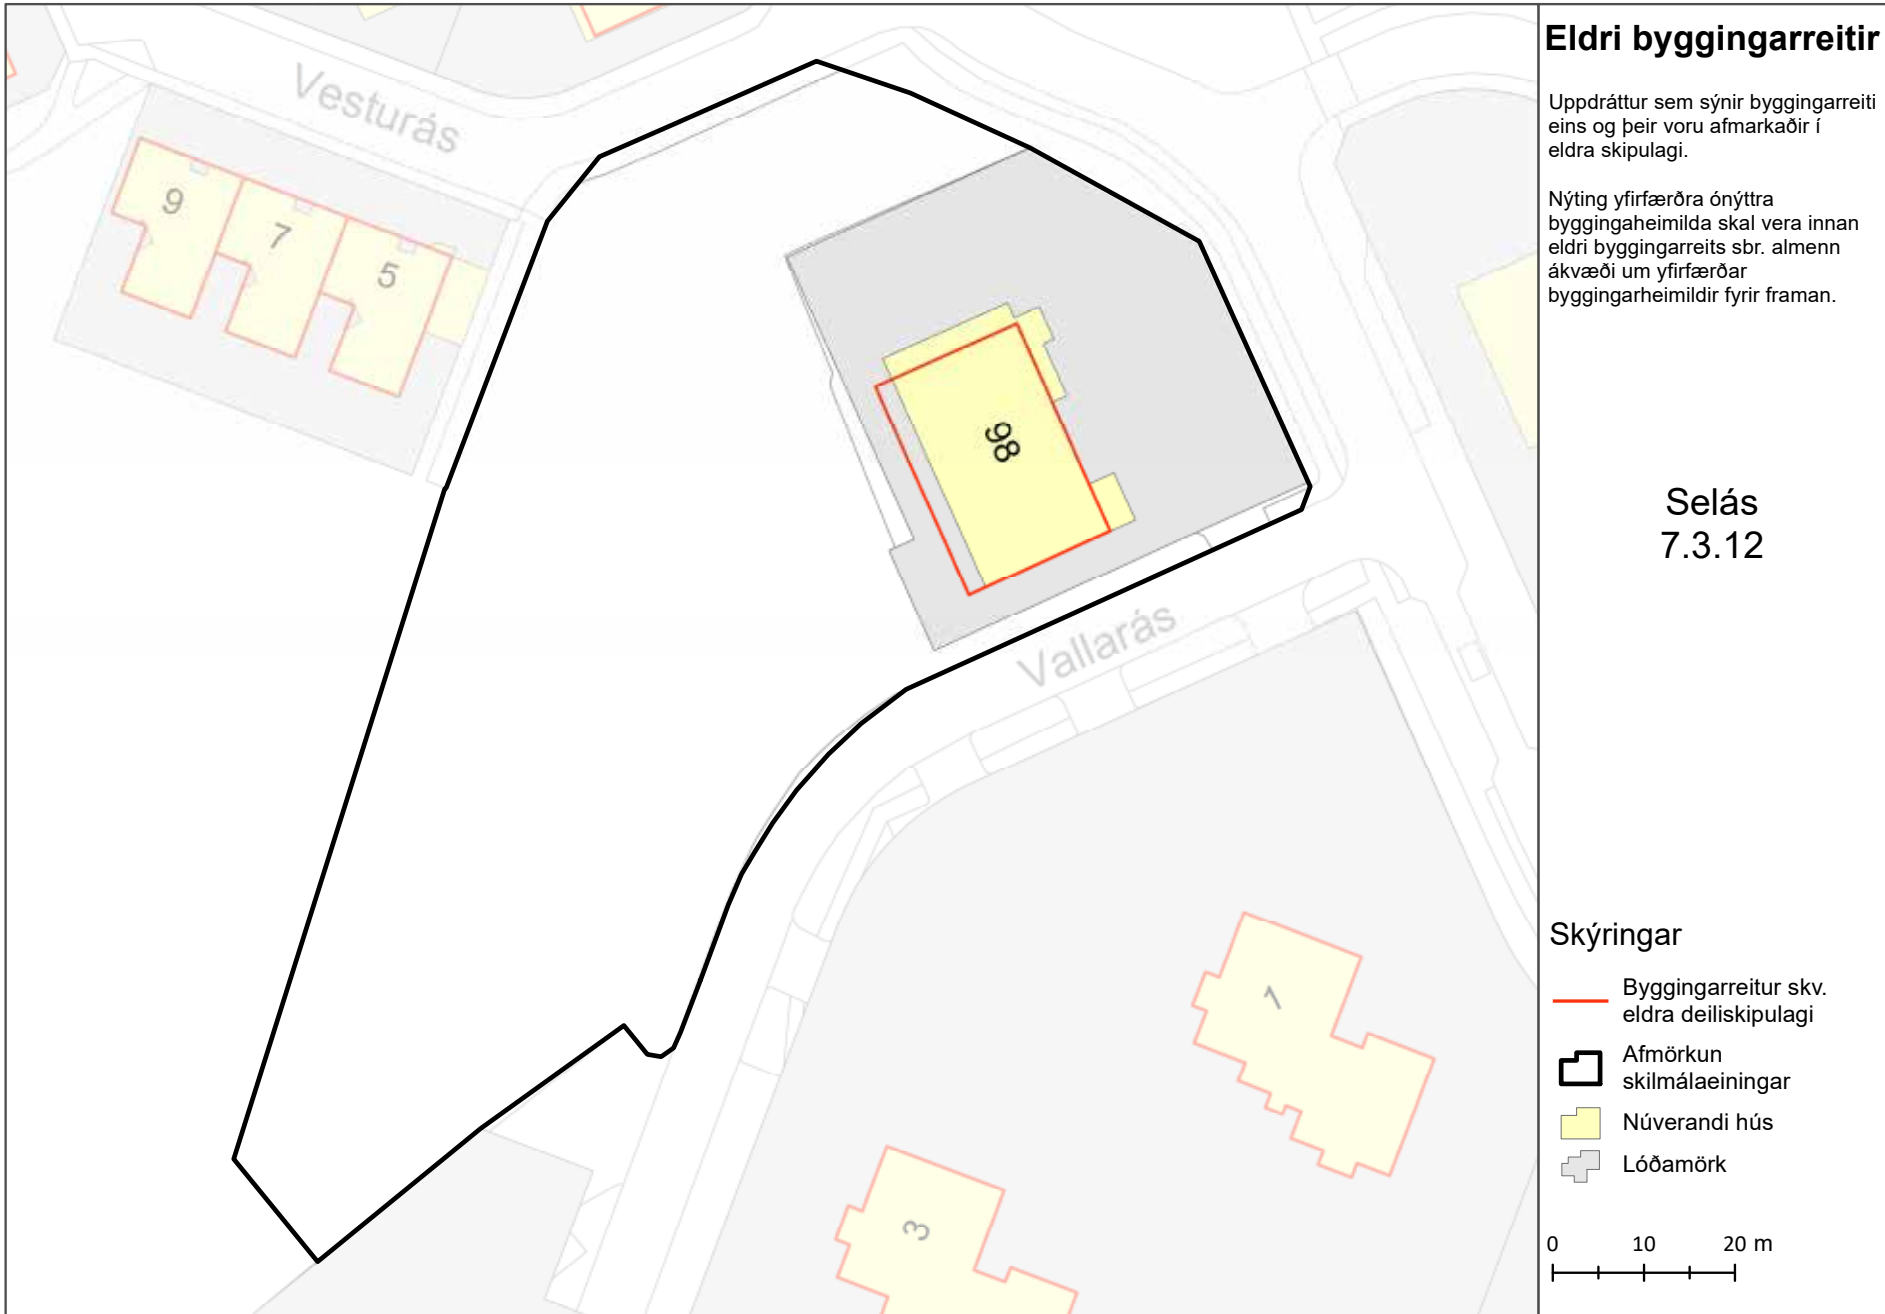 Eldri byggingarreitir
Uppdráttur sem sýnir byggingarreiti
eins og þeir voru afmarkaðir í
eldra skipulagi.
Nýting yfirfærðra ónýttra
byggingaheimilda skal vera innan
eldri byggingarreits sbr. almenn
ákvæði um yfirfærðar
byggingarheimildir fyrir framan.
Selás
7.3.12
Skýringar
Byggingarreitur skv.
eldra deiliskipulagi
Afmörkun
skilmálaeiningar
Núverandi hús
Lóðamörk
0 10 20 m
Vesturás
9
7
5
98
Vallarás
1
3